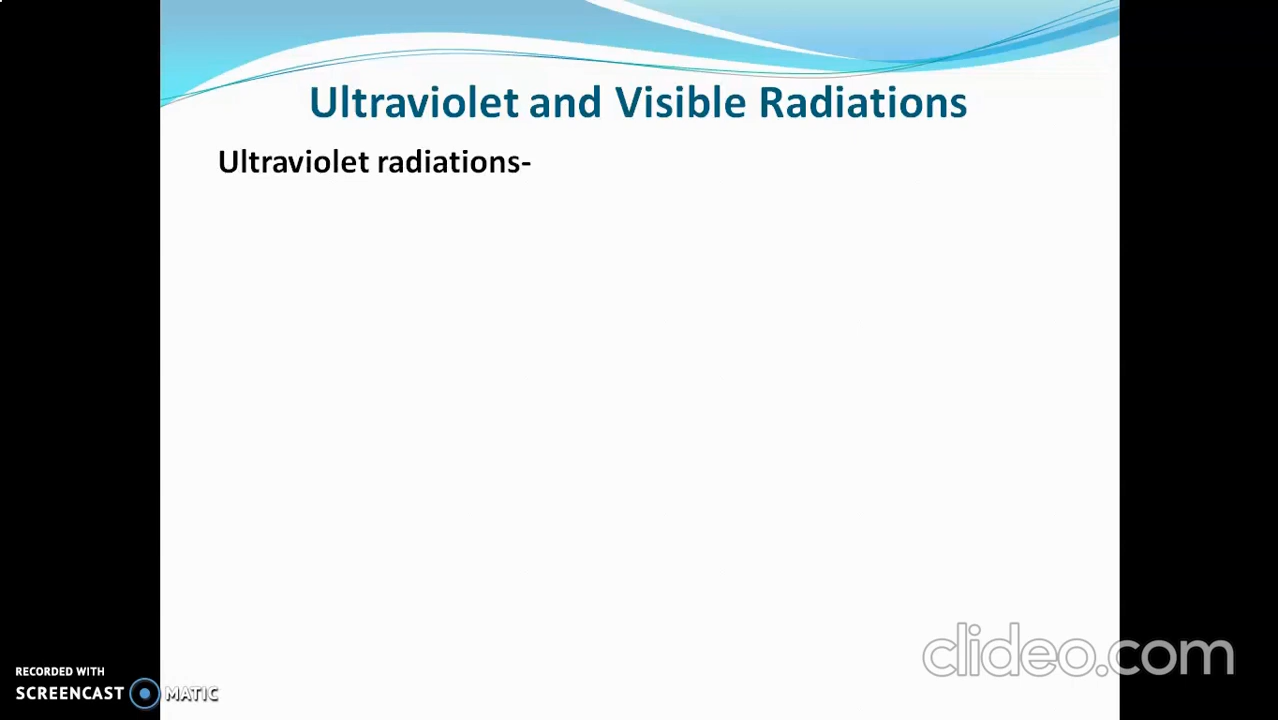 Ultraviolet and Visible Radiations
Ultraviolet radiations-
clideo.com
RECORDED WITH
SCREENCAST MATIC